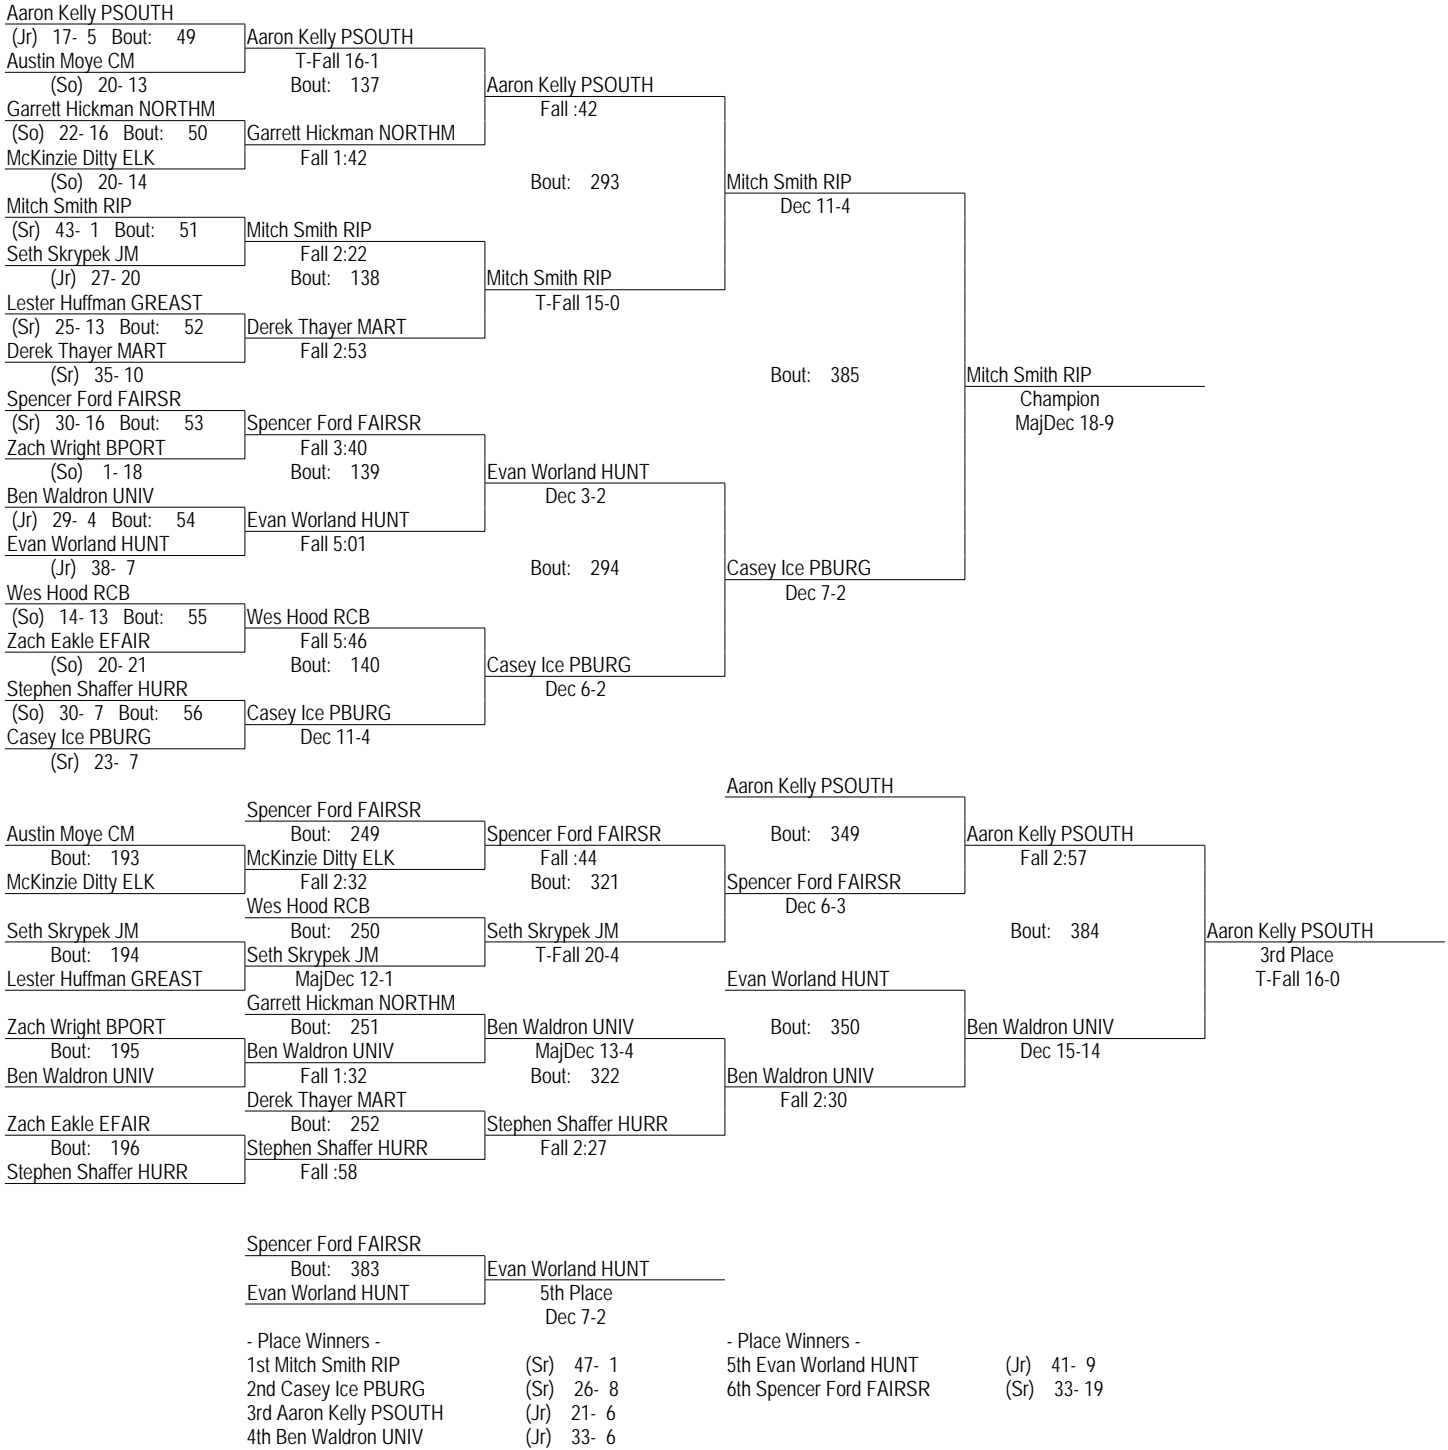 Aaron Kelly PSOUTH
(Jr) 17- 5 Bout: 49 Aaron Kelly PSOUTH
Austin Moye CM T-Fall 16-1
(So) 20- 13 Bout: 137 Aaron Kelly PSOUTH
Garrett Hickman NORTHM Fall :42
(So) 22- 16 Bout: 50 Garrett Hickman NORTHM
McKinzie Ditty ELK Fall 1:42
(So) 20- 14 Bout: 293 Mitch Smith RIP
Mitch Smith RIP Dec 11-4
(Sr) 43- 1 Bout: 51 Mitch Smith RIP
Seth Skrypek JM Fall 2:22
(Jr) 27- 20 Bout: 138 Mitch Smith RIP
Lester Huffman GREAST T-Fall 15-0
(Sr) 25- 13 Bout: 52 Derek Thayer MART
Derek Thayer MART Fall 2:53
(Sr) 35- 10 Bout: 385 Mitch Smith RIP
Spencer Ford FAIRSR Champion
(Sr) 30- 16 Bout: 53 Spencer Ford FAIRSR MajDec 18-9
Zach Wright BPORT Fall 3:40
(So) 1- 18 Bout: 139 Evan Worland HUNT
Ben Waldron UNIV Dec 3-2
(Jr) 29- 4 Bout: 54 Evan Worland HUNT
Evan Worland HUNT Fall 5:01
(Jr) 38- 7 Bout: 294 Casey Ice PBURG
Wes Hood RCB Dec 7-2
(So) 14- 13 Bout: 55 Wes Hood RCB
Zach Eakle EFAIR Fall 5:46
(So) 20- 21 Bout: 140 Casey Ice PBURG
Stephen Shaffer HURR Dec 6-2
(So) 30- 7 Bout: 56 Casey Ice PBURG
Casey Ice PBURG Dec 11-4
(Sr) 23- 7
Aaron Kelly PSOUTH
Spencer Ford FAIRSR
Austin Moye CM Bout: 249 Spencer Ford FAIRSR Bout: 349 Aaron Kelly PSOUTH
Bout: 193 McKinzie Ditty ELK Fall :44 Fall 2:57
McKinzie Ditty ELK Fall 2:32 Bout: 321 Spencer Ford FAIRSR
Wes Hood RCB Dec 6-3
Seth Skrypek JM Bout: 250 Seth Skrypek JM Bout: 384 Aaron Kelly PSOUTH
Bout: 194 Seth Skrypek JM T-Fall 20-4 3rd Place
Lester Huffman GREAST MajDec 12-1 Evan Worland HUNT T-Fall 16-0
Garrett Hickman NORTHM
Zach Wright BPORT Bout: 251 Ben Waldron UNIV Bout: 350 Ben Waldron UNIV
Bout: 195 Ben Waldron UNIV MajDec 13-4 Dec 15-14
Ben Waldron UNIV Fall 1:32 Bout: 322 Ben Waldron UNIV
Derek Thayer MART Fall 2:30
Zach Eakle EFAIR Bout: 252 Stephen Shaffer HURR
Bout: 196 Stephen Shaffer HURR Fall 2:27
Stephen Shaffer HURR Fall :58
Spencer Ford FAIRSR
Bout: 383 Evan Worland HUNT
Evan Worland HUNT 5th Place
Dec 7-2
- Place Winners - - Place Winners -
1st Mitch Smith RIP (Sr) 47- 1 5th Evan Worland HUNT (Jr) 41- 9
2nd Casey Ice PBURG (Sr) 26- 8 6th Spencer Ford FAIRSR (Sr) 33- 19
3rd Aaron Kelly PSOUTH (Jr) 21- 6
4th Ben Waldron UNIV (Jr) 33- 6